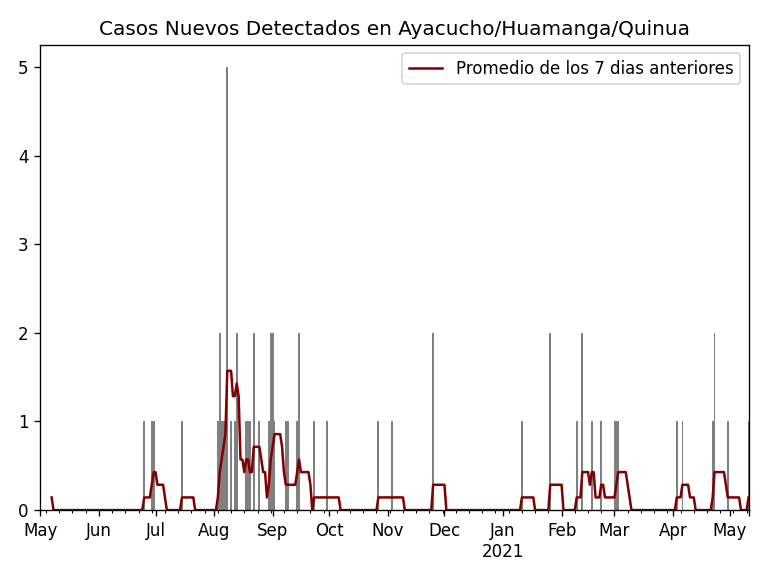 Casos Nuevos Detectados en Ayacucho/Huamanga/Quinua
Promedio de los 7 dias anteriores
5
4
3
2
1
0
May Jun Jul Aug Sep Oct Nov Dec Jan Feb Mar Apr May
2021